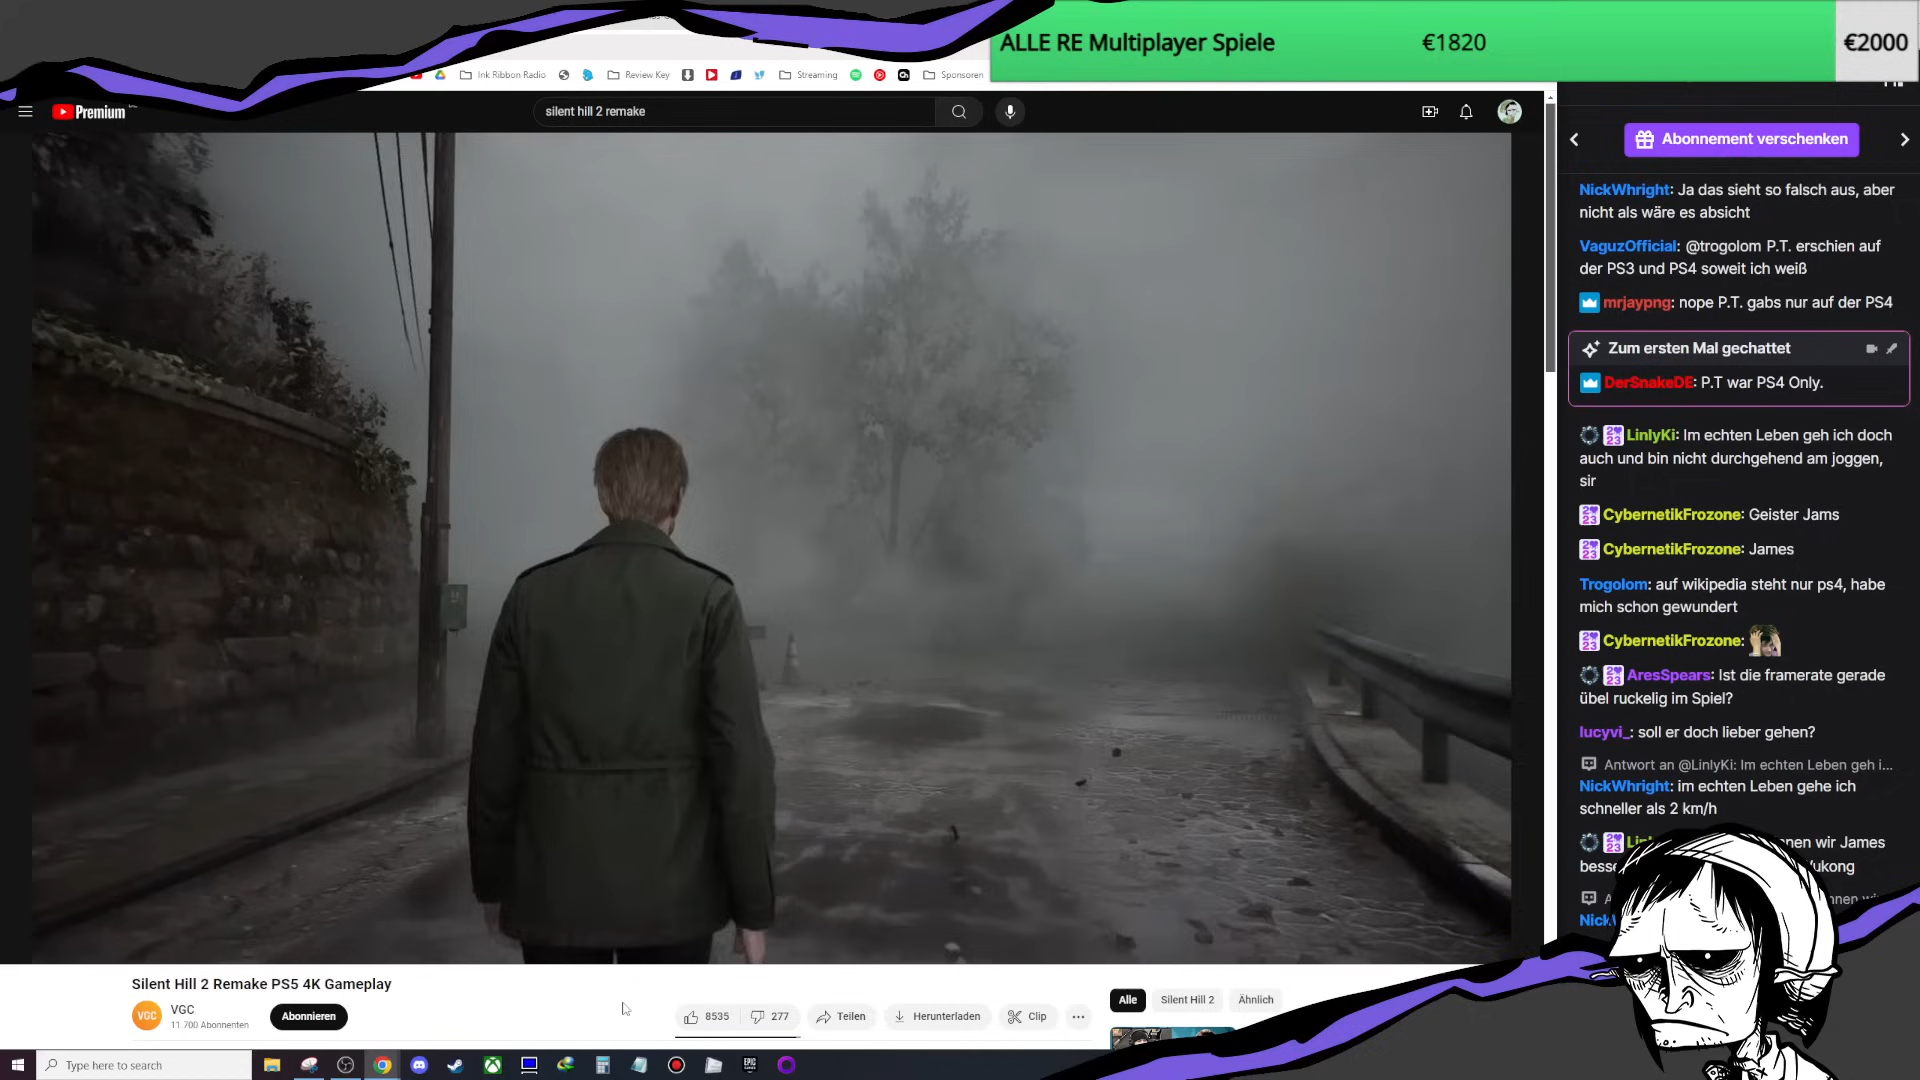 ALLE RE Multiplayer Spiele €1820 €2000
Ink Ribbon Radio
Review Key
Streaming
Sponsoren
Premium
silent hill 2 remake
Abonnement verschenken
NickWhright: Ja das sieht so falsch aus, aber
nicht als wäre es absicht
VaguzOfficial: @trogolom P.T. erschien auf
der PS3 und PS4 soweit ich weiß
mrjaypng: nope P.T. gabs nur auf der PS4
Zum ersten Mal gechattet
DerSnakeDE: P.T war PS4 Only.
LinlyKi: Im echten Leben geh ich doch
auch und bin nicht durchgehend am joggen,
sir
CybernetikFrozone: Geister Jams
CybernetikFrozone: James
Trogolom: auf wikipedia steht nur ps4, habe
mich schon gewundert
CybernetikFrozone:
AresSpears: Ist die framerate gerade
übel ruckelig im Spiel?
lucyvi_: soll er doch lieber gehen?
Antwort an @LinlyKi: Im echten Leben geh i...
NickWhright: im echten Leben gehe ich
schneller als 2 km/h
wir James
Silent Hill 2 Remake PS5 4K Gameplay
VGC
VGC
11.700 Abonnenten
Abonnieren
8535
277
Teilen
Herunterladen
Clip
Alle
Silent Hill 2
Ähnlich
Type here to search